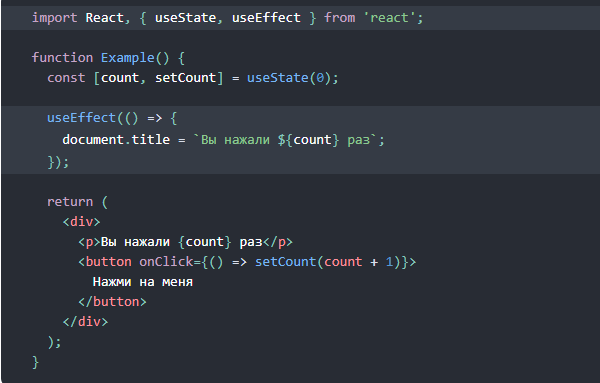 import React, { useState, useEffect } from 'react';
function Example() {
const [count, setCount] = useState(0);
useEffect(() => {
document.title = `Вы нажали ${count} раз`;
});
return (
<div>
<p>Вы нажали {count} раз</p>
<button onClick={() => setCount(count + 1)}>
Нажми на меня
</button>
</div>
);
}